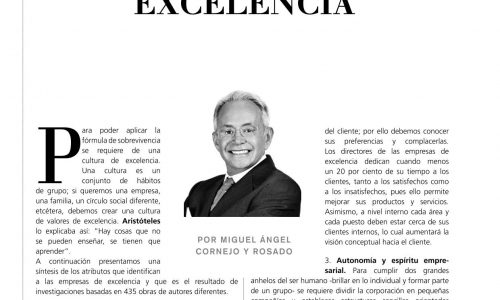 EXCELENCIA
Para poder aplicar la
fórmula de sobrevivencia
se requiere de una
cultura de excelencia.
Una cultura es un
conjunto de hábitos
de grupo; si queremos una empresa,
una familia, un círculo social diferente,
etcétera, debemos crear una cultura
de valores de excelencia. Aristóteles
lo explicaba así: "Hay cosas que no
se pueden enseñar, se tienen que
aprender".
A continuación presentamos una
síntesis de los atributos que identifican
a las empresas de excelencia y que es el resultado de
investigaciones basadas en 435 obras de autores diferentes.
POR MIGUEL ÁNGEL
CORNEJO Y ROSADO
del cliente; por ello debemos conocer
sus preferencias y complacerlas.
Los directores de las empresas de
excelencia dedican cuando menos
un 20 por ciento de su tiempo a los
clientes, tanto a los satisfechos como
a los insatisfechos, pues ello permite
mejorar sus productos y servicios.
Asimismo, a nivel interno cada área y
cada puesto deben estar cerca de sus
clientes internos, lo cual aumentará la
visión conceptual hacia el cliente.
3. Autonomía y espíritu empre-
sarial. Para cumplir dos grandes
anhelos del ser humano -brillar en lo individual y formar parte
de un grupo- se requiere dividir la corporación en pequeñas